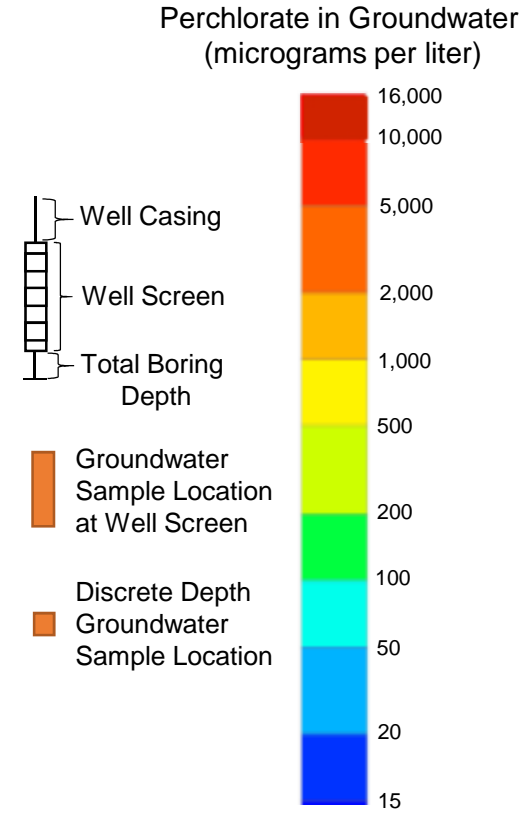 Perchlorate in Groundwater
(micrograms per liter)
16,000
10,000
5,000
2,000
1,000
500
200
100
50
20
15
Well Casing
Well Screen
Total Boring
Depth
Groundwater
Sample Location
at Well Screen
Discrete Depth
Groundwater
Sample Location